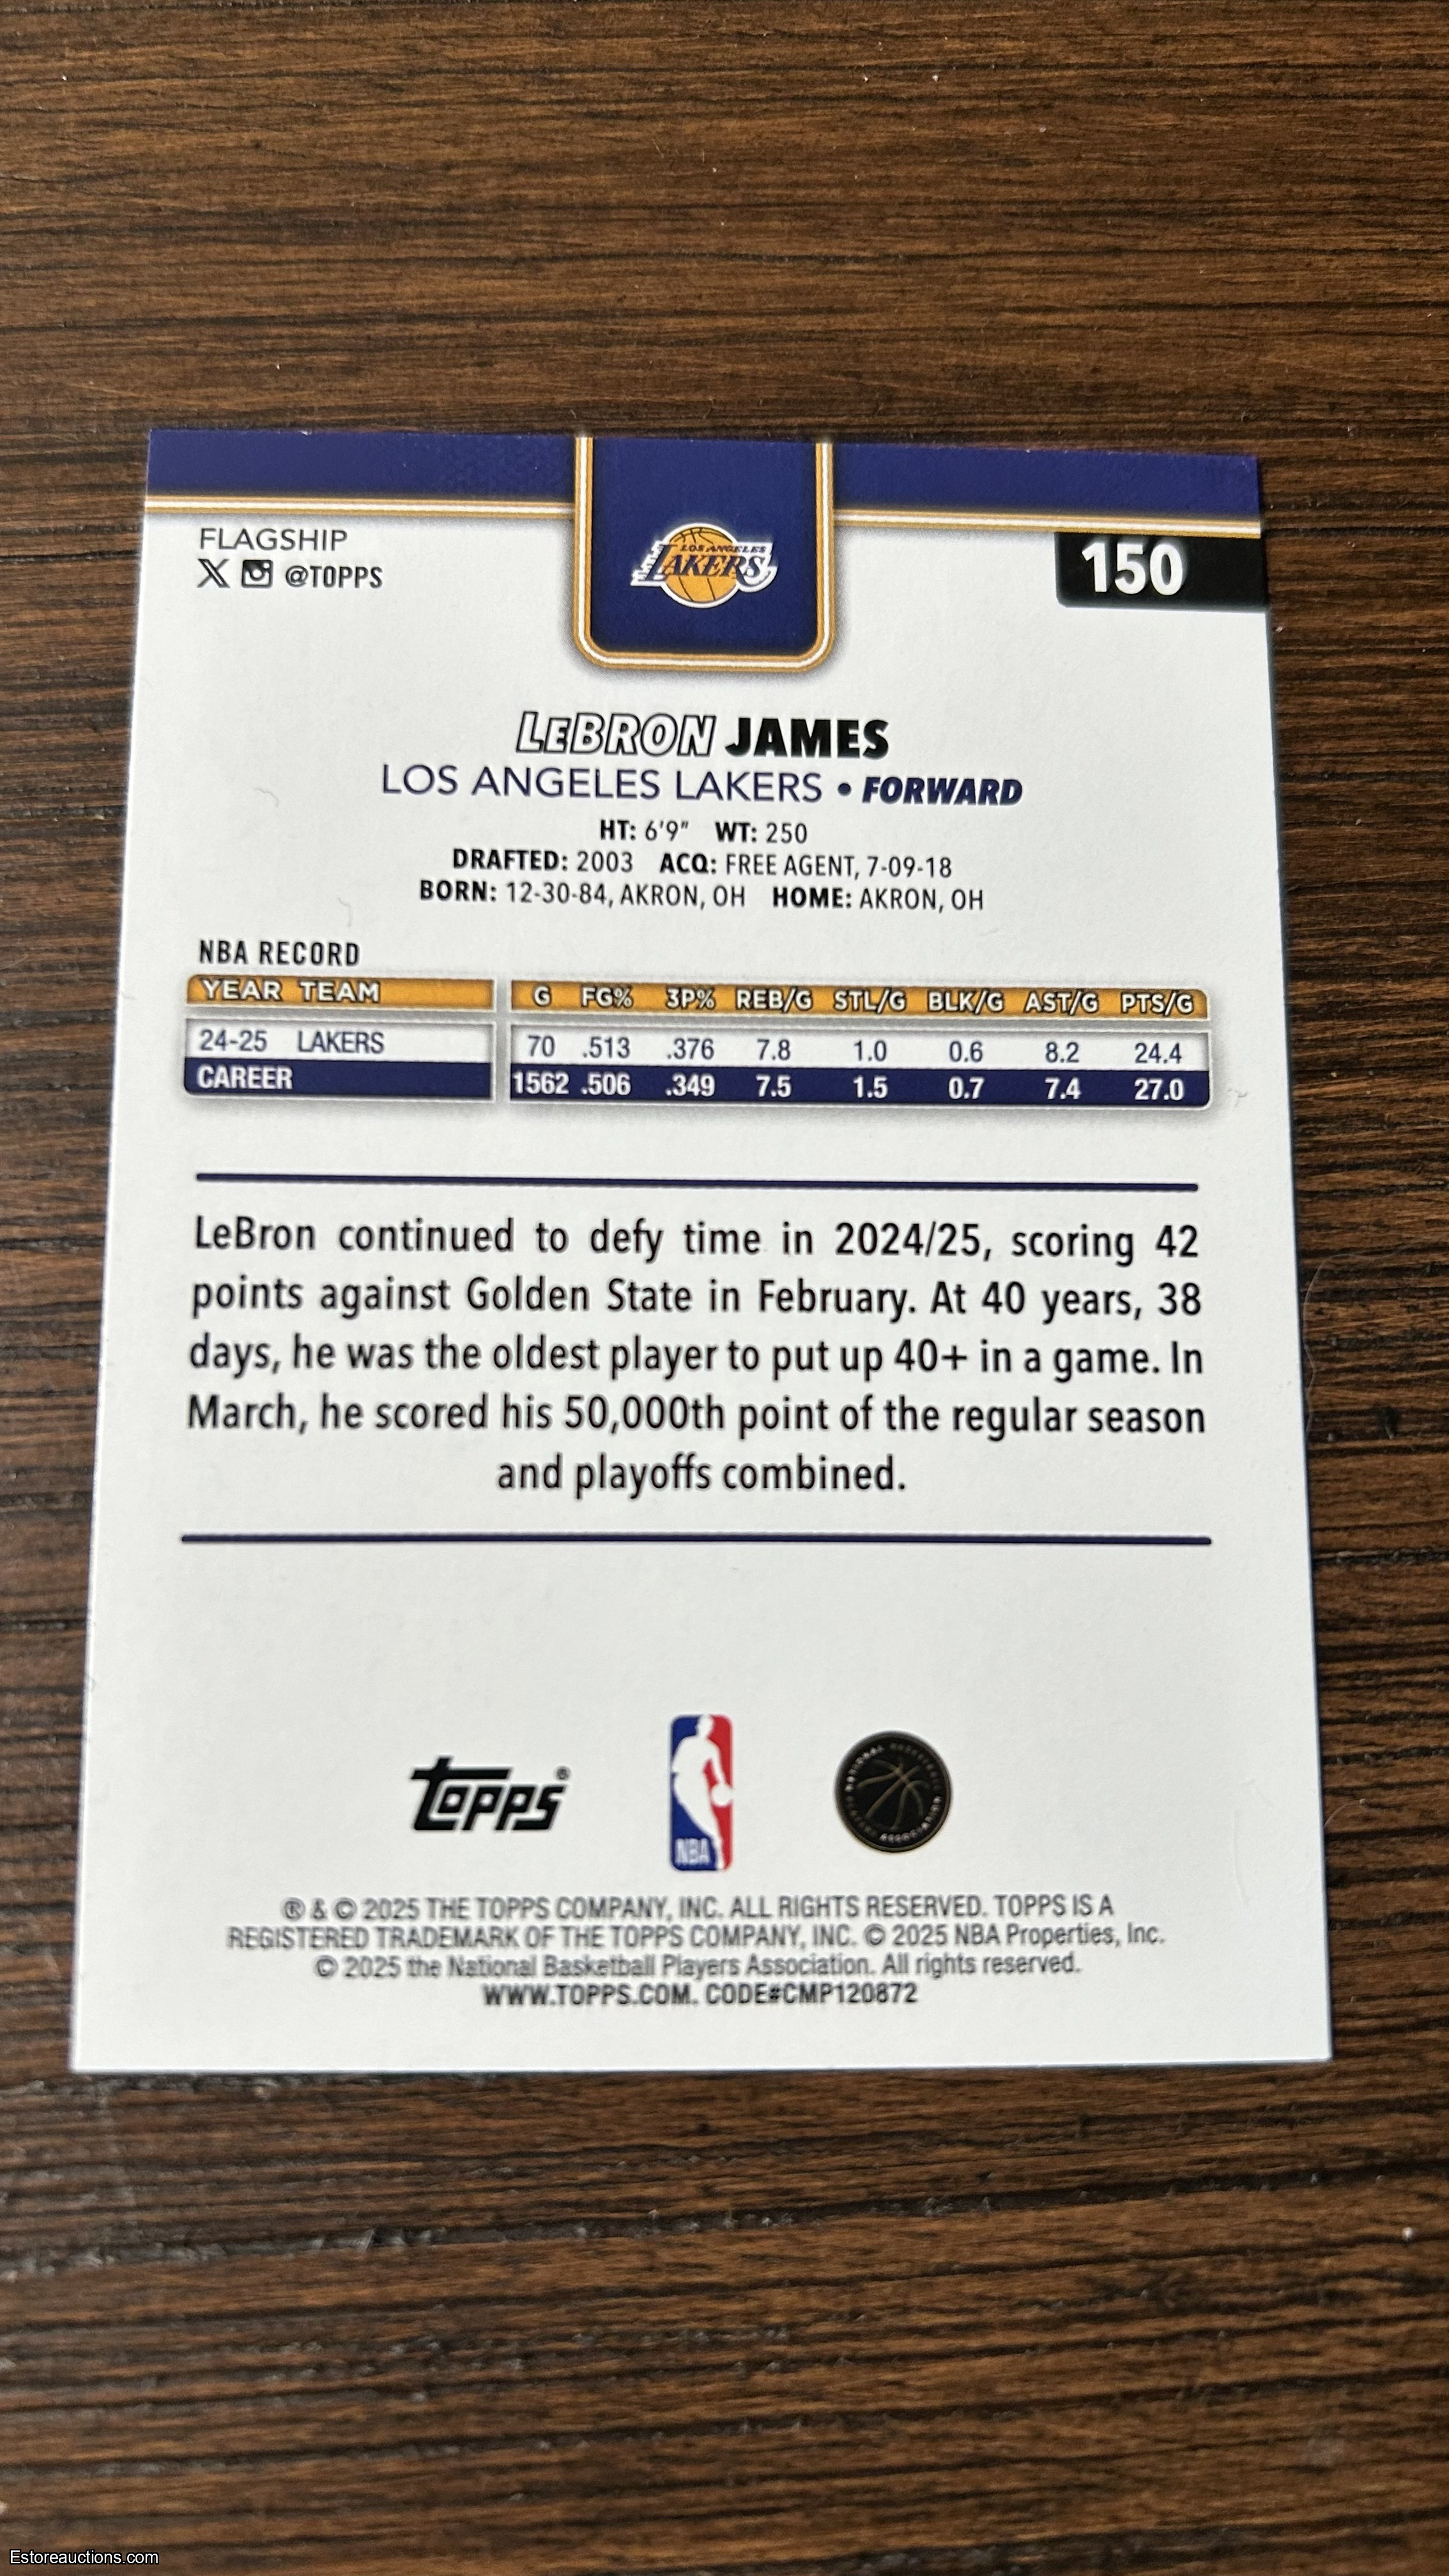 FLAGSHIP
@TOPPS
150
LOS ANGELES
LAKERS
LEBRON JAMES
LOS ANGELES LAKERS • FORWARD
HT: 6'9" WT: 250
DRAFTED: 2003 ACQ: FREE AGENT, 7-09-18
BORN: 12-30-84, AKRON, OH HOME: AKRON, OH
NBA RECORD
YEAR TEAM G FG% 3P% REB/G STL/G BLK/G AST/G PTS/G
24-25 LAKERS 70 .513 .376 7.8 1.0 0.6 8.2 24.4
CAREER 1562 .506 .349 7.5 1.5 0.7 7.4 27.0
LeBron continued to defy time in 2024/25, scoring 42
points against Golden State in February. At 40 years, 38
days, he was the oldest player to put up 40+ in a game. In
March, he scored his 50,000th point of the regular season
and playoffs combined.
TOPPS®
NBA
NATIONAL BASKETBALL PLAYERS ASSOCIATION
® & © 2025 THE TOPPS COMPANY, INC. ALL RIGHTS RESERVED. TOPPS IS A
REGISTERED TRADEMARK OF THE TOPPS COMPANY, INC. © 2025 NBA Properties, Inc.
© 2025 the National Basketball Players Association. All rights reserved.
WWW.TOPPS.COM. CODE#CMP120872
Estoreauctions.com